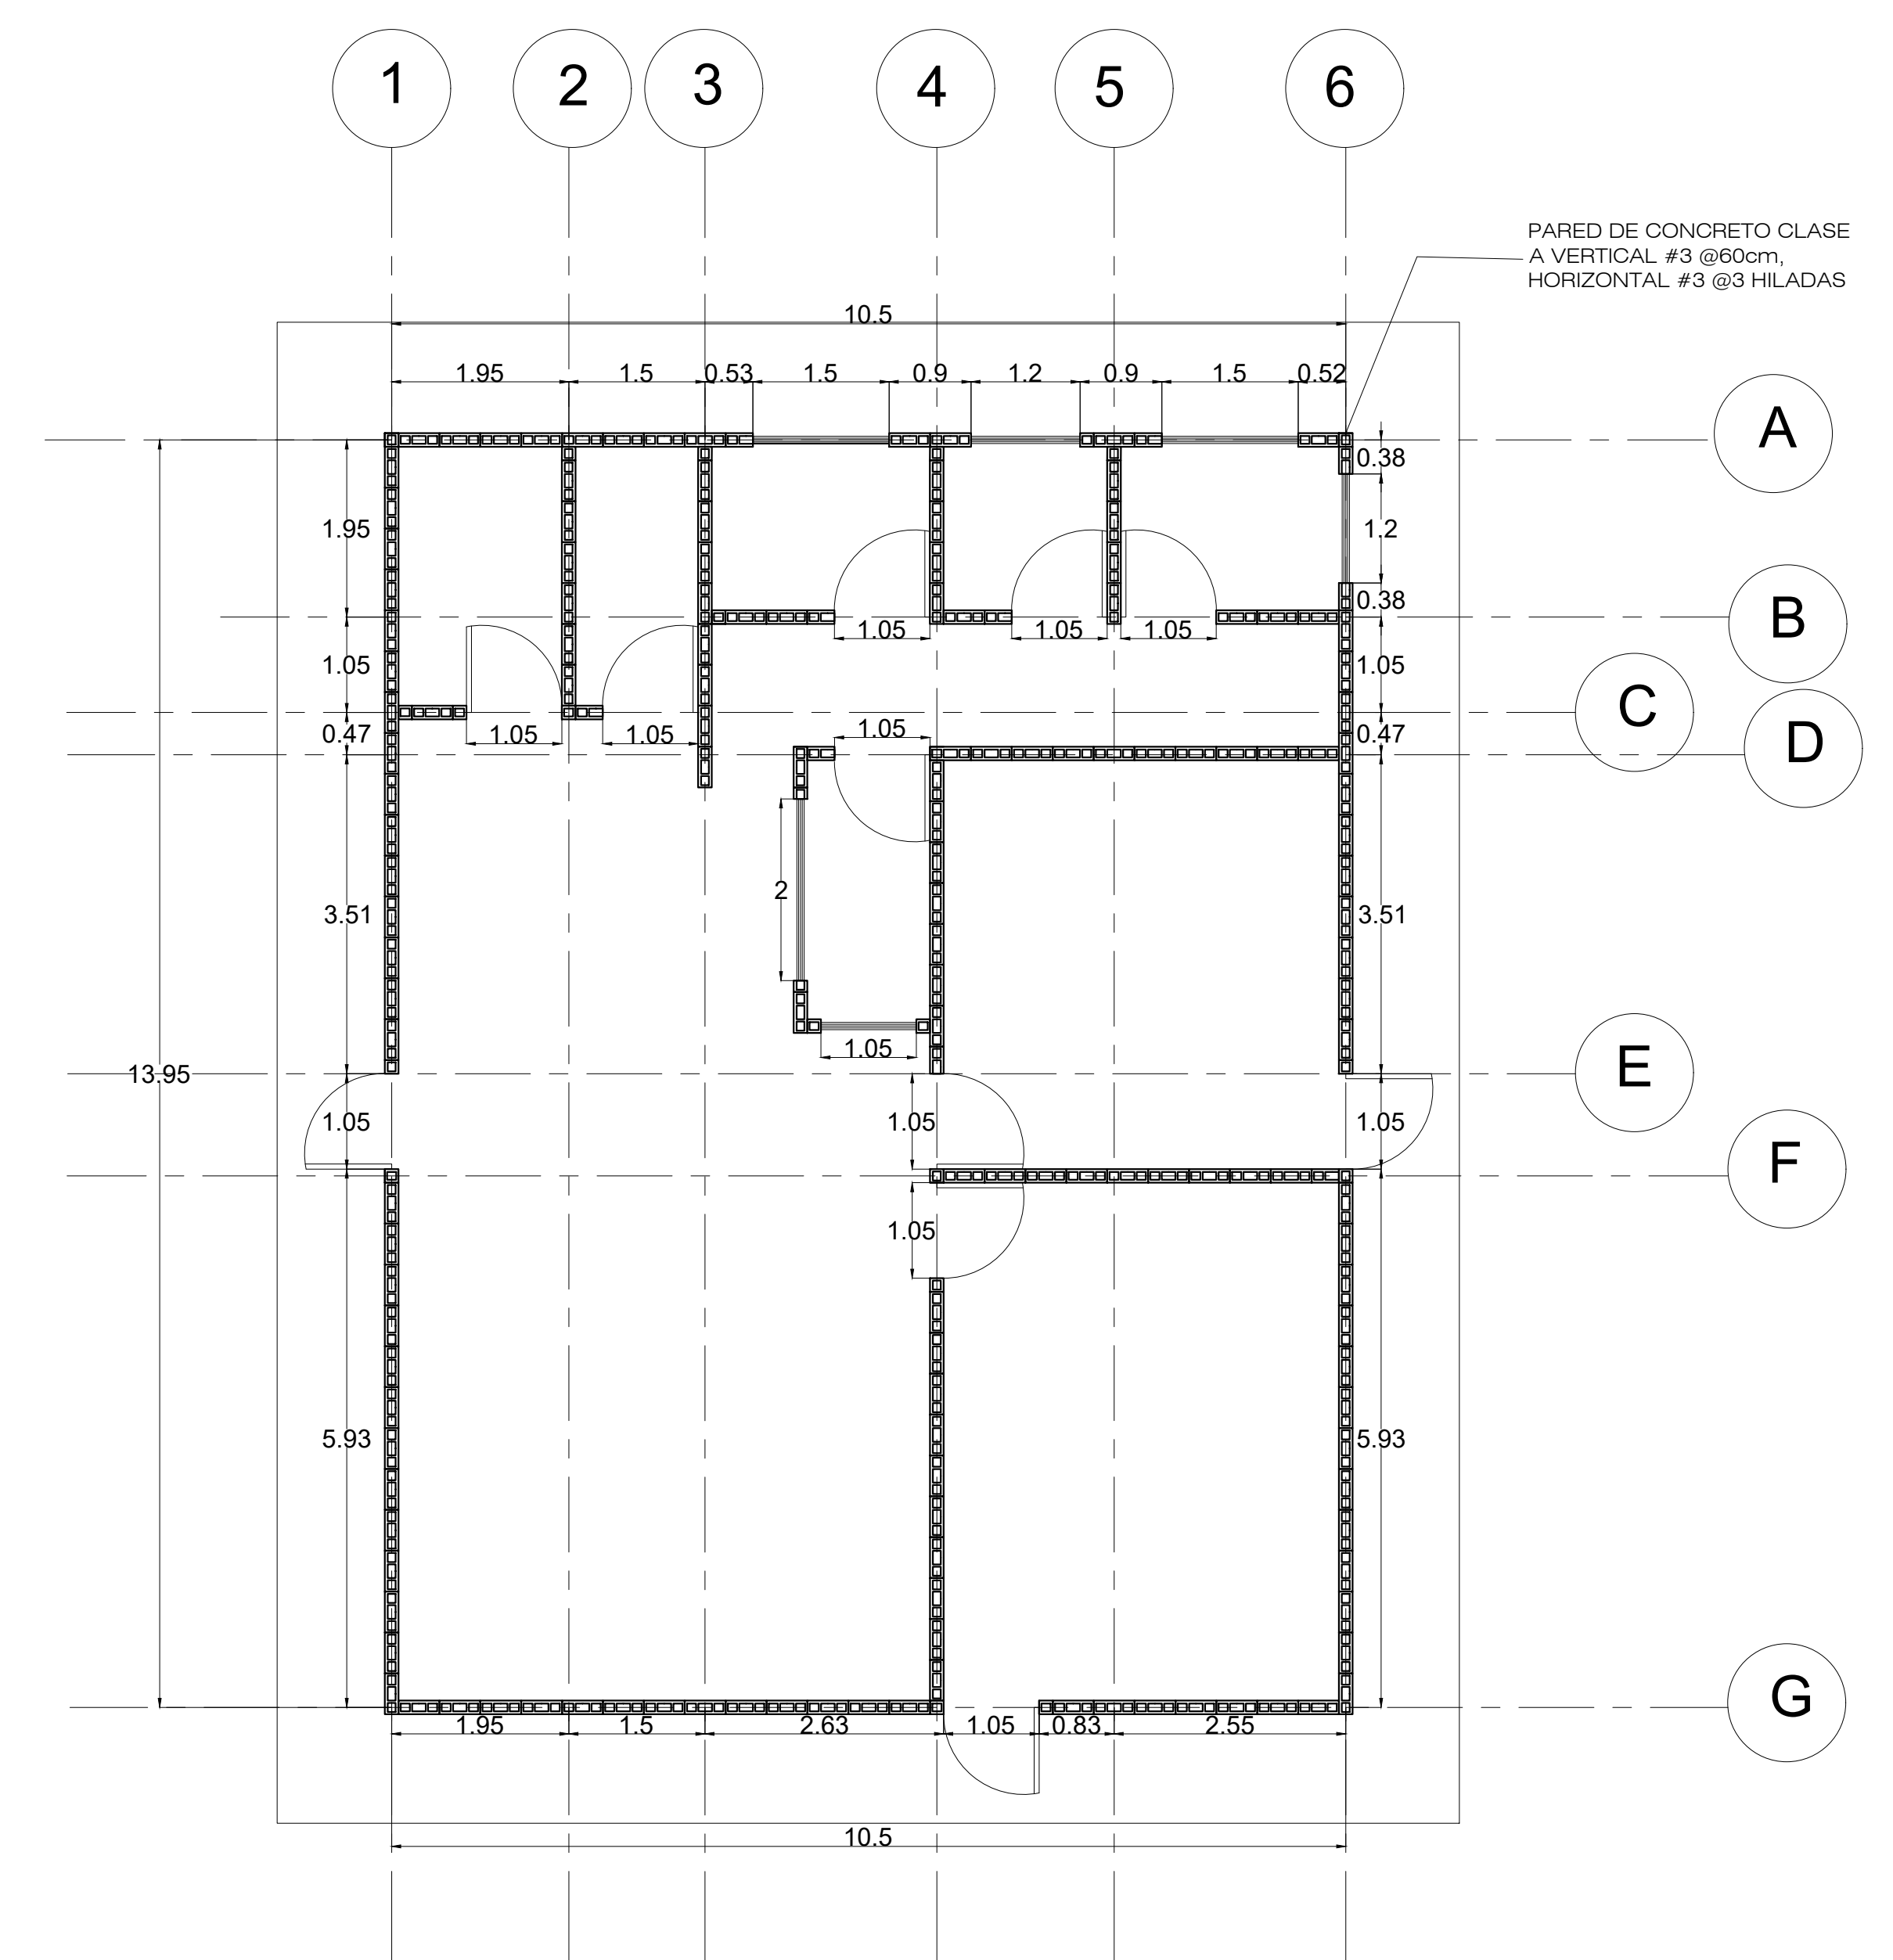 1 2 3 4 5 6
PARED DE CONCRETO CLASE
A VERTICAL #3 @60cm,
HORIZONTAL #3 @3 HILADAS
10.5
1.95 1.5 0.53 1.5 0.9 1.2 0.9 1.5 0.52
A
0.38
1.95 1.2
0.38
B
1.05 1.05 1.05
1.05 1.05
C
0.47 1.05 1.05 1.05 0.47
D
2
3.51 3.51
1.05
E
13.95
1.05 1.05 1.05
F
1.05
5.93 5.93
G
1.95 1.5 2.63 1.05 0.83 2.55
10.5